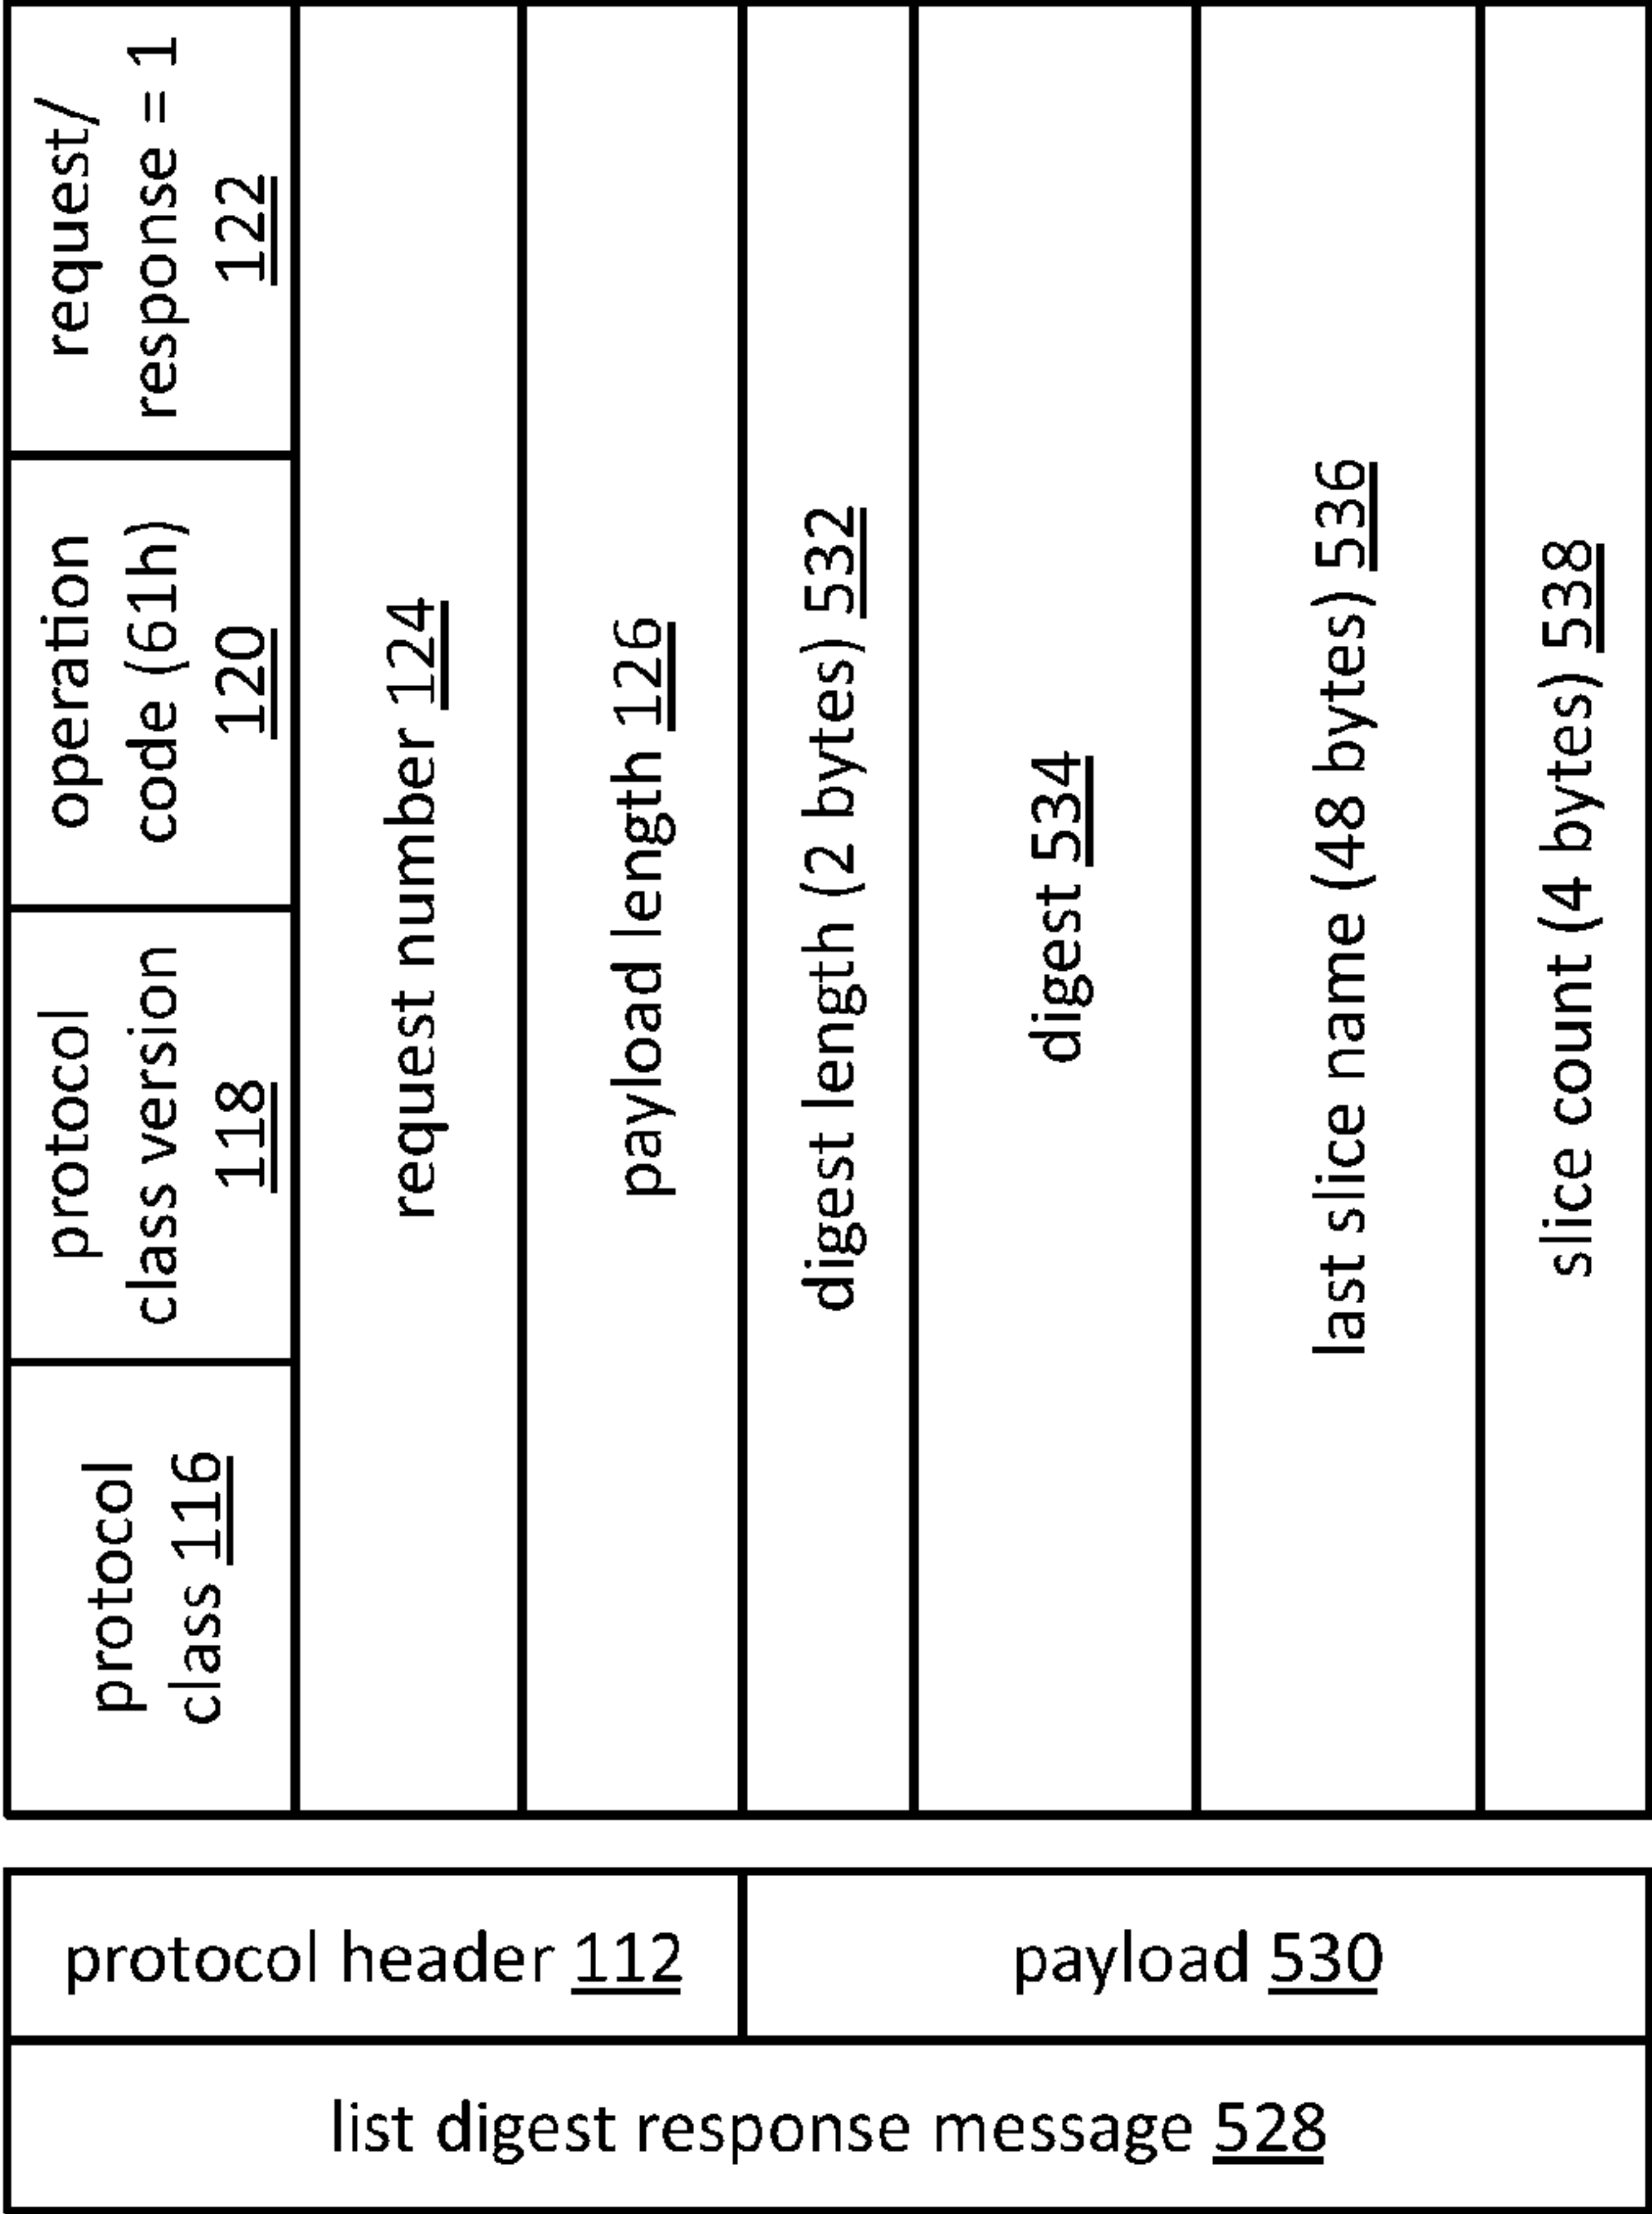 protocol
class 116
protocol
class version
118
operation
code (61h)
120
request/
response = 1
122
request number 124
payload length 126
digest length (2 bytes) 532
digest 534
last slice name (48 bytes) 536
slice count (4 bytes) 538
protocol header 112
payload 530
list digest response message 528